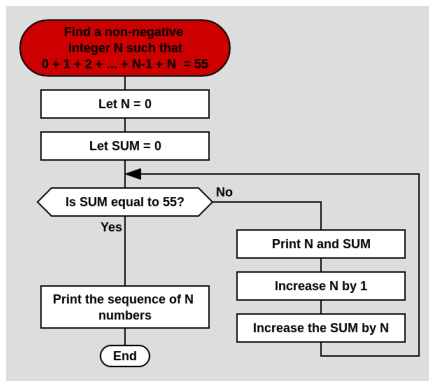 Find a non-negative
integer N such that
0 + 1 + 2 + ... + N-1 + N = 55
Let N = 0
Let SUM = 0
Is SUM equal to 55?
No
Yes
Print N and SUM
Increase N by 1
Increase the SUM by N
Print the sequence of N
numbers
End